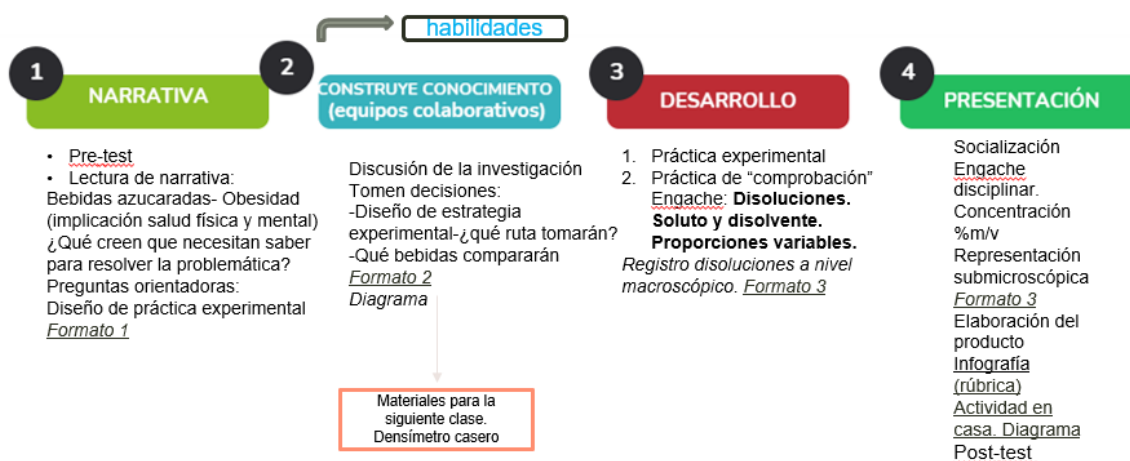 habilidades
1
NARRATIVA
• Pre-test
• Lectura de narrativa:
Bebidas azucaradas- Obesidad
(implicación salud física y mental)
¿Qué creen que necesitan saber
para resolver la problemática?
Preguntas orientadoras:
Diseño de práctica experimental
Formato 1
2
CONSTRUYE CONOCIMIENTO
(equipos colaborativos)
Discusión de la investigación
Tomen decisiones:
-Diseño de estrategia
experimental-¿qué ruta tomarán?
-Qué bebidas compararán
Formato 2
Diagrama
Materiales para la
siguiente clase.
Densímetro casero
3
DESARROLLO
1. Práctica experimental
2. Práctica de “comprobación”
Engache: Disoluciones.
Soluto y disolvente.
Proporciones variables.
Registro disoluciones a nivel
macroscópico. Formato 3
4
PRESENTACIÓN
Socialización
Engache
disciplinar.
Concentración
%m/v
Representación
submicroscópica
Formato 3
Elaboración del
producto
Infografía
(rúbrica)
Actividad en
casa. Diagrama
Post-test